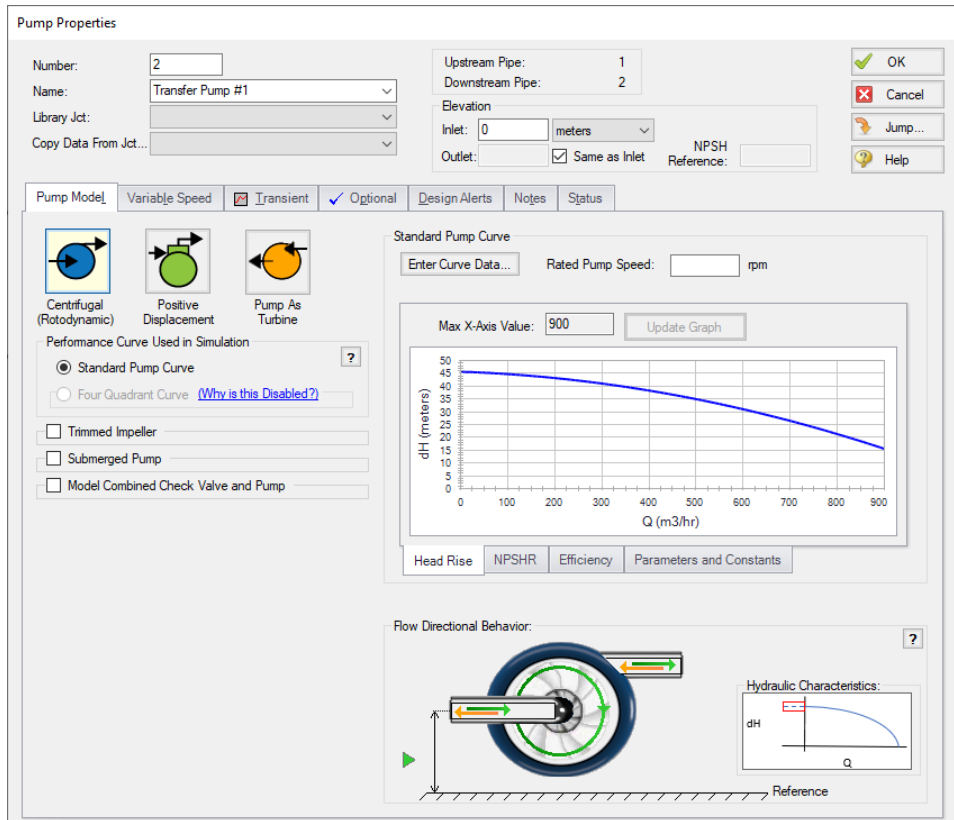 Pump Properties
Number: 2
Name: Transfer Pump #1
Library Jct:
Copy Data From Jct...
Upstream Pipe: 1
Downstream Pipe: 2
Elevation
Inlet: 0 meters
Outlet: Same as Inlet
NPSH
Reference:
OK
Cancel
Jump...
Help
Pump Model
Variable Speed
Transient
Optional
Design Alerts
Notes
Status
Centrifugal
(Rotodynamic)
Positive
Displacement
Pump As
Turbine
Performance Curve Used in Simulation
?
Standard Pump Curve
Four Quadrant Curve (Why is this Disabled?)
Trimmed Impeller
Submerged Pump
Model Combined Check Valve and Pump
Standard Pump Curve
Enter Curve Data... Rated Pump Speed: rpm
Max X-Axis Value: 900 Update Graph
dH (meters)
50
45
40
35
30
25
20
15
10
5
0
0 100 200 300 400 500 600 700 800 900
Q (m3/hr)
Head Rise
NPSHR
Efficiency
Parameters and Constants
Flow Directional Behavior:
?
Hydraulic Characteristics:
dH
Q
Reference